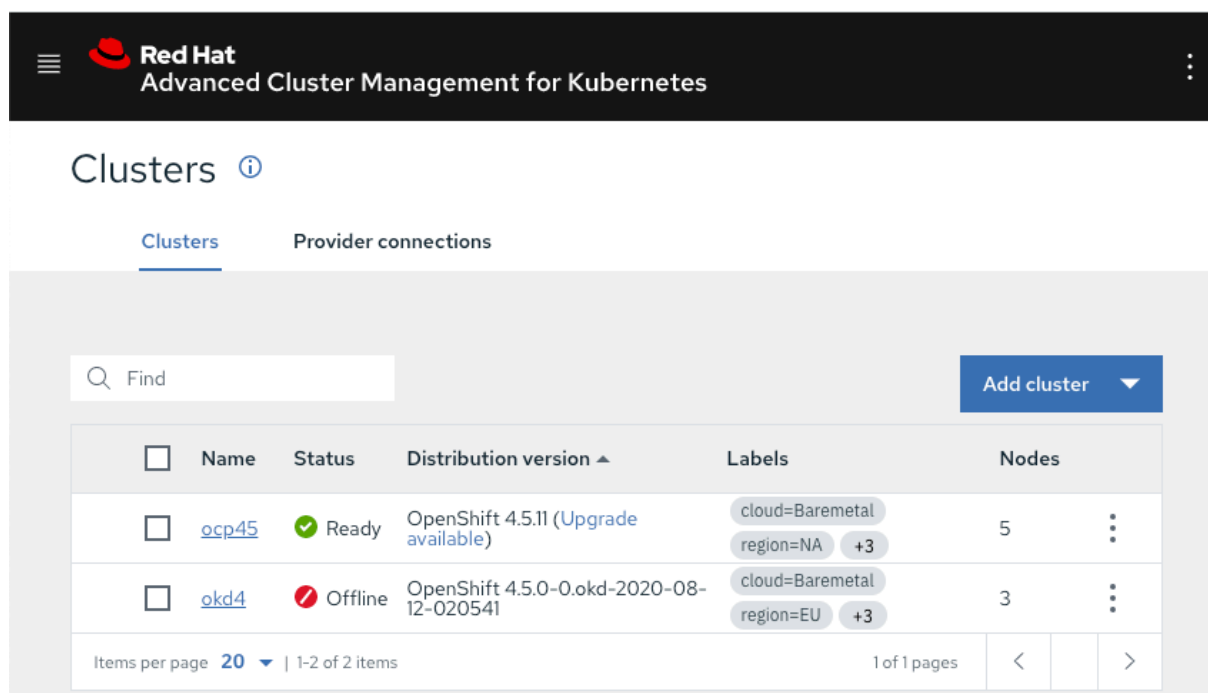 Red Hat
Advanced Cluster Management for Kubernetes
Clusters
Clusters Provider connections
Find
Add cluster
Name Status Distribution version Labels Nodes
ocp45 Ready OpenShift 4.5.11 (Upgrade available) cloud=Baremetal region=NA +3 5
okd4 Offline OpenShift 4.5.0-0.okd-2020-08-12-020541 cloud=Baremetal region=EU +3 3
Items per page 20 | 1-2 of 2 items 1 of 1 pages